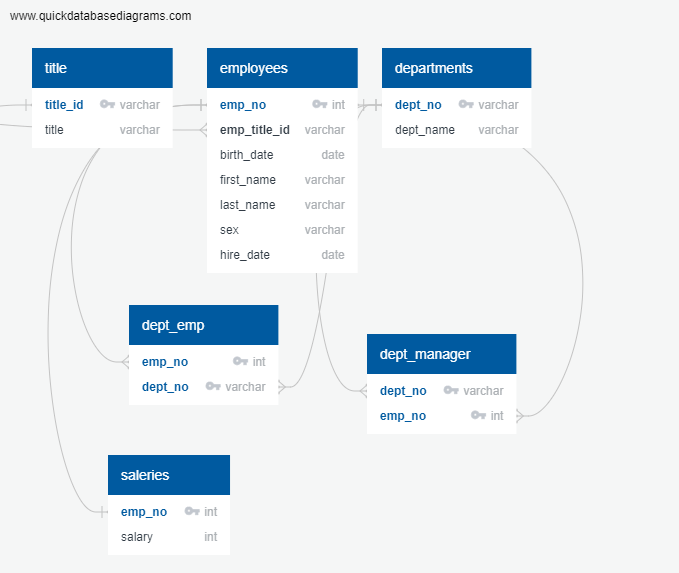 www.quickdatabasediagrams.com
title
title_id varchar
title varchar
employees
emp_no int
emp_title_id varchar
birth_date date
first_name varchar
last_name varchar
sex varchar
hire_date date
departments
dept_no varchar
dept_name varchar
dept_emp
emp_no int
dept_no varchar
dept_manager
dept_no varchar
emp_no int
saleries
emp_no int
salary int